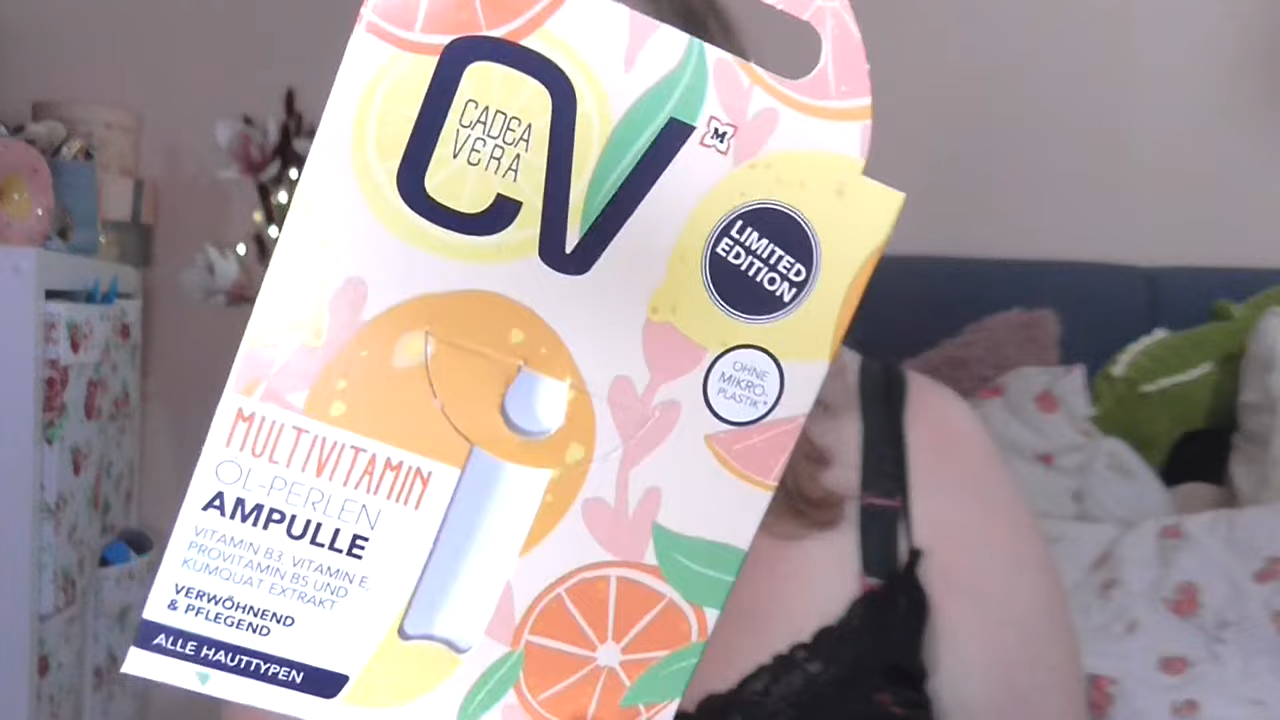 CV
CADEA
VERA
M
LIMITED
EDITION
OHNE
MIKRO-
PLASTIK*
MULTIVITAMIN
ÖL-PERLEN
AMPULLE
VITAMIN B3, VITAMIN E,
PROVITAMIN B5 UND
KUMQUAT EXTRAKT
VERWÖHNEND
& PFLEGEND
ALLE HAUTTYPEN